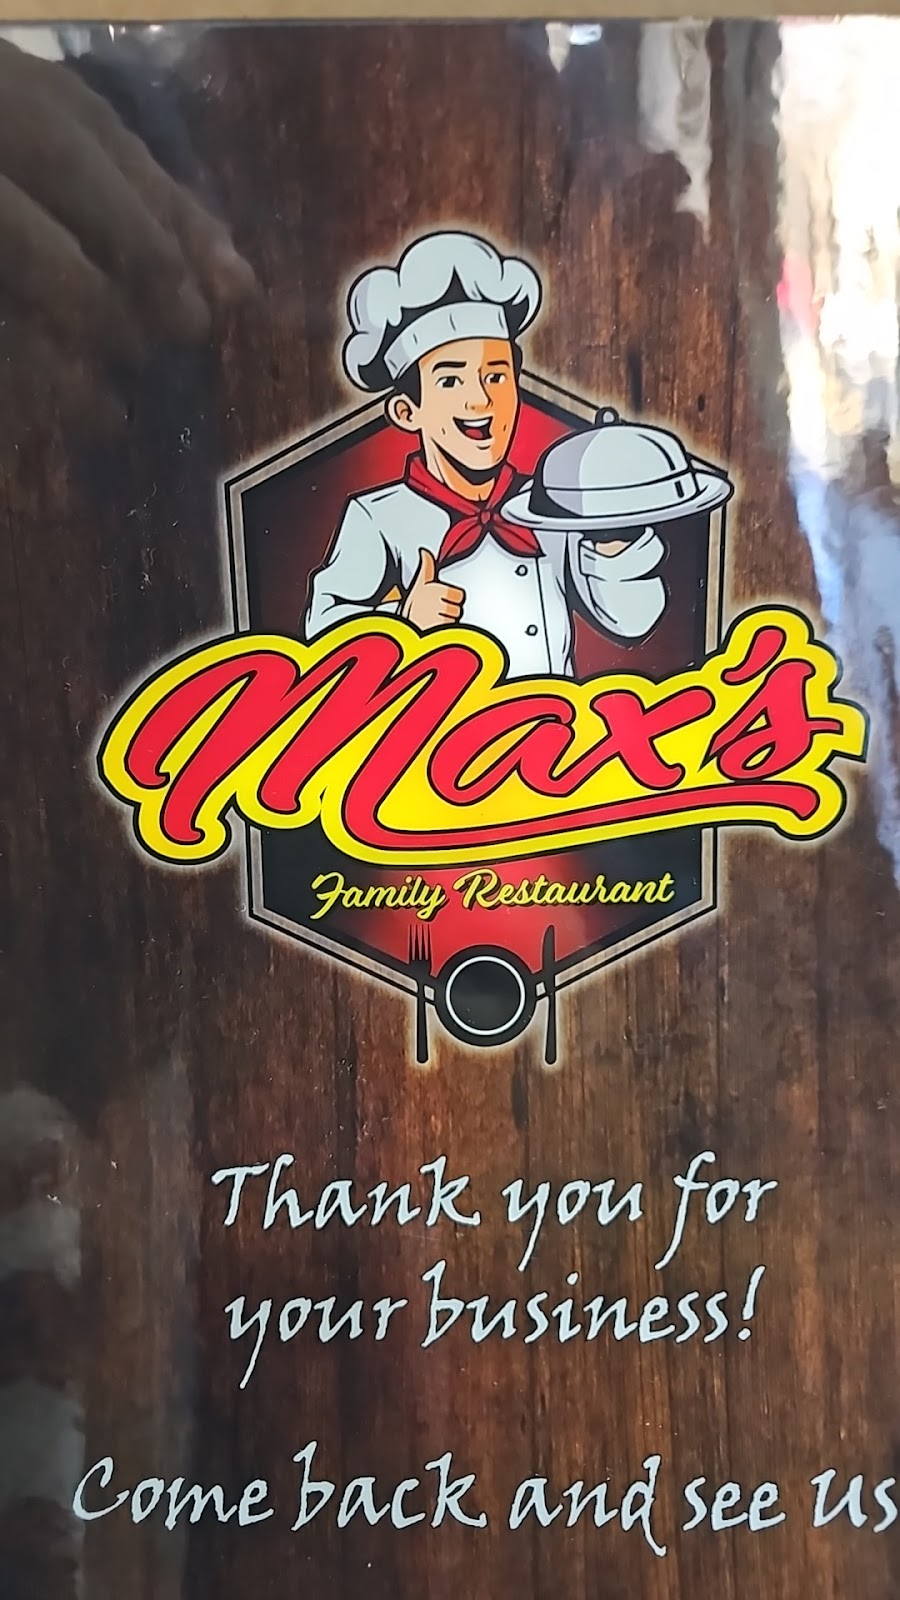 Max's
Family Restaurant
Thank you for
your business!
Come back and see us